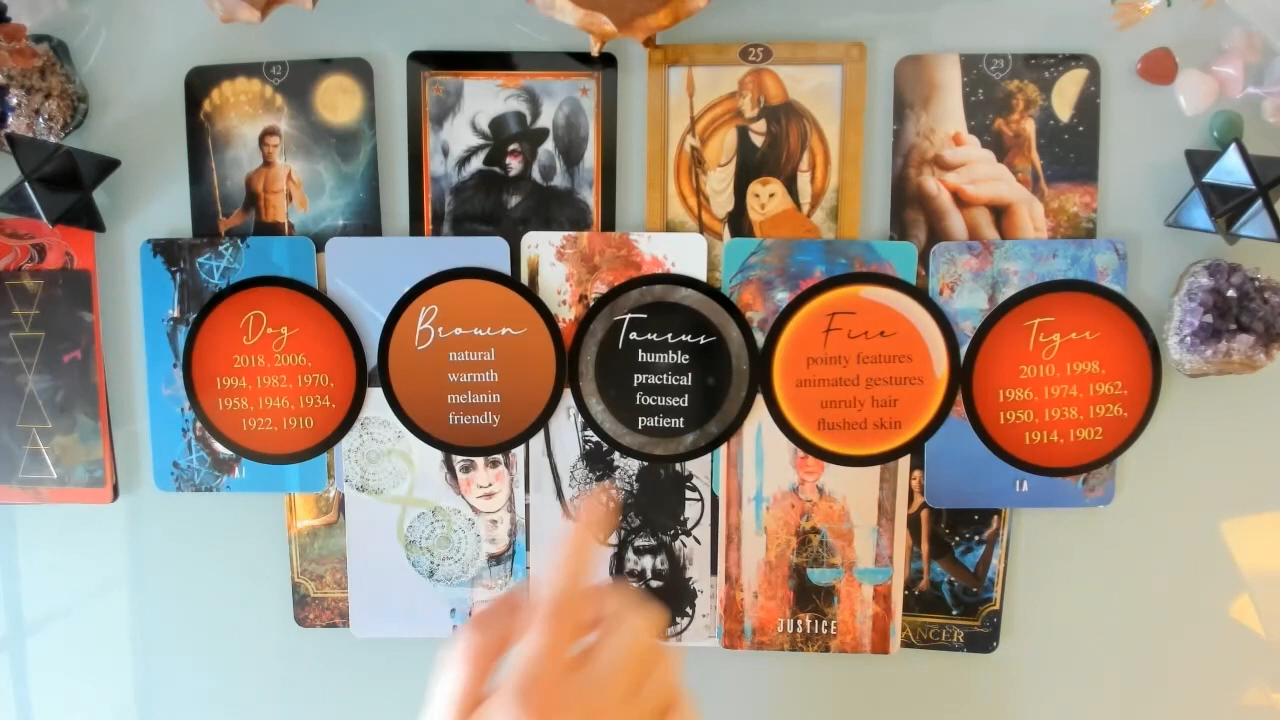 42
25
23
Dog
2018, 2006,
1994, 1982, 1970,
1958, 1946, 1934,
1922, 1910
Brown
natural
warmth
melanin
friendly
Taurus
humble
practical
focused
patient
Fire
pointy features
animated gestures
unruly hair
flushed skin
Tiger
2010, 1998,
1986, 1974, 1962,
1950, 1938, 1926,
1914, 1902
JUSTICE
ANCER